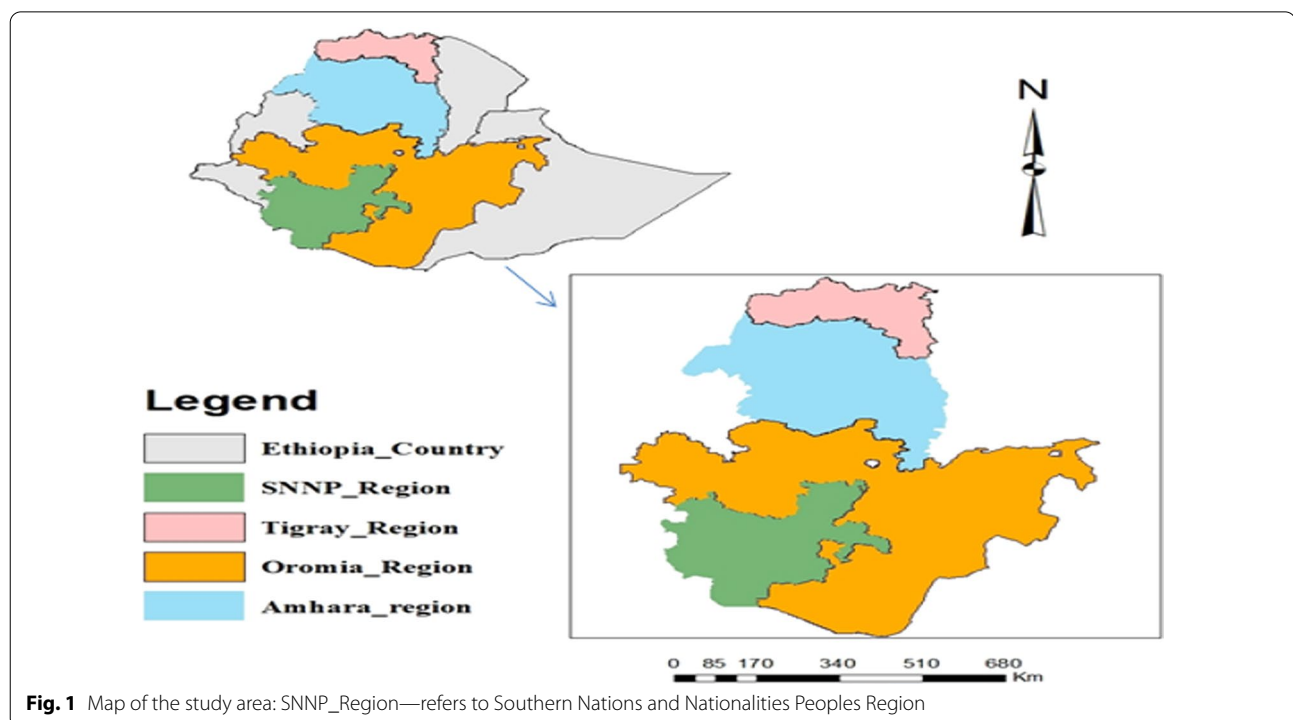 N
Legend
Ethiopia_Country
SNNP_Region
Tigray_Region
Oromia_Region
Amhara_region
0 85 170 340 510 680
Km
Fig. 1 Map of the study area: SNNP_Region—refers to Southern Nations and Nationalities Peoples Region